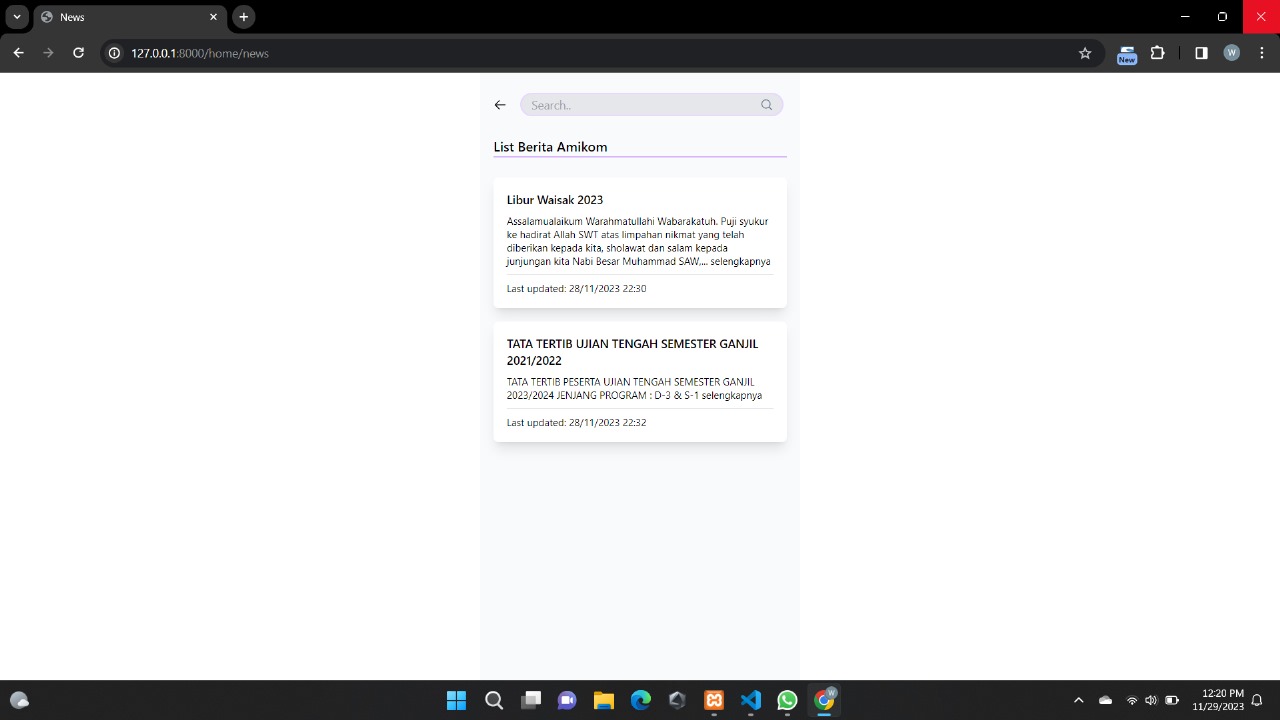 News
127.0.0.1:8000/home/news
New
W
Search..
List Berita Amikom
Libur Waisak 2023
Assalamualaikum Warahmatullahi Wabarakatuh. Puji syukur
ke hadirat Allah SWT atas limpahan nikmat yang telah
diberikan kepada kita, sholawat dan salam kepada
junjungan kita Nabi Besar Muhammad SAW,... selengkapnya
Last updated: 28/11/2023 22:30
TATA TERTIB UJIAN TENGAH SEMESTER GANJIL
2021/2022
TATA TERTIB PESERTA UJIAN TENGAH SEMESTER GANJIL
2023/2024 JENJANG PROGRAM : D-3 & S-1 selengkapnya
Last updated: 28/11/2023 22:32
W
12:20 PM
11/29/2023